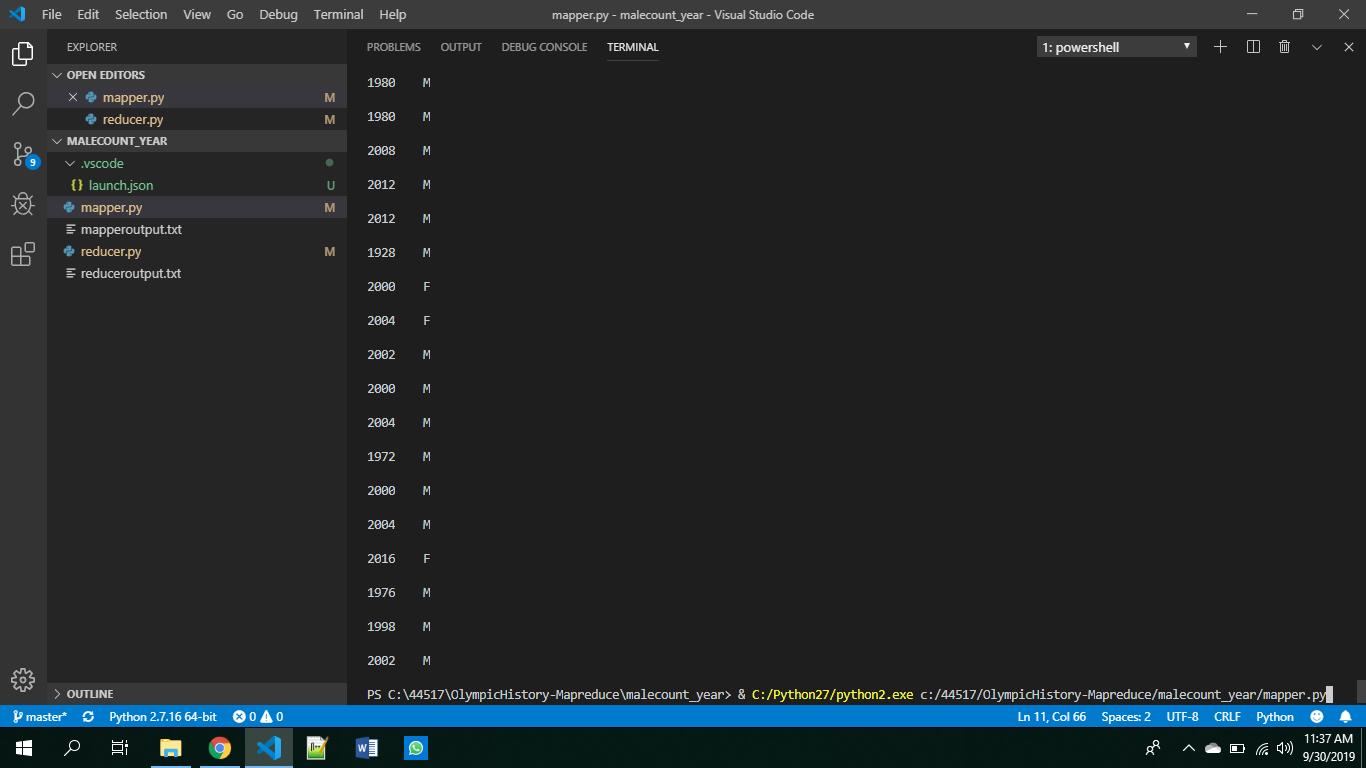 File Edit Selection View Go Debug Terminal Help mapper.py - malecount_year - Visual Studio Code
EXPLORER
OPEN EDITORS
mapper.py M
reducer.py M
MALECOUNT_YEAR
.vscode
{} launch.json U
mapper.py M
mapperoutput.txt
reducer.py M
reduceroutput.txt
OUTLINE
9
PROBLEMS OUTPUT DEBUG CONSOLE TERMINAL 1: powershell
1980 M
1980 M
2008 M
2012 M
2012 M
1928 M
2000 F
2004 F
2002 M
2000 M
2004 M
1972 M
2000 M
2004 M
2016 F
1976 M
1998 M
2002 M
PS C:\44517\OlympicHistory-Mapreduce\malecount_year> & C:/Python27/python2.exe c:/44517/OlympicHistory-Mapreduce/malecount_year/mapper.py
master* Python 2.7.16 64-bit 0 0 Ln 11, Col 66 Spaces: 2 UTF-8 CRLF Python
11:37 AM
9/30/2019